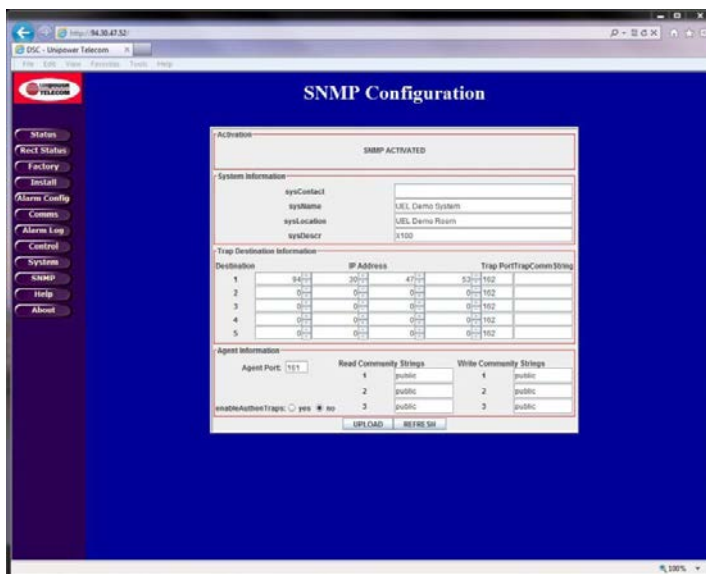 http://94.30.47.52/
DSC - Unipower Telecom
File Edit View Favorites Tools Help
UNIPOWER TELECOM
SNMP Configuration
Status
Rect Status
Factory
Install
Alarm Config
Comms
Alarm Log
Control
System
SNMP
Help
About
Activation
SNMP ACTIVATED
System Information
sysContact
sysName UEL Demo System
sysLocation UEL Demo Room
sysDescr X100
Trap Destination Information
Destination IP Address Trap Port TrapComm String
1 94 30 47 53 162
2 0 0 0 0 162
3 0 0 0 0 162
4 0 0 0 0 162
5 0 0 0 0 162
Agent Information
Agent Port: 161 Read Community Strings Write Community Strings
1 public 1 public
2 public 2 public
enableAuthenTraps: yes no 3 public 3 public
UPLOAD REFRESH
100%